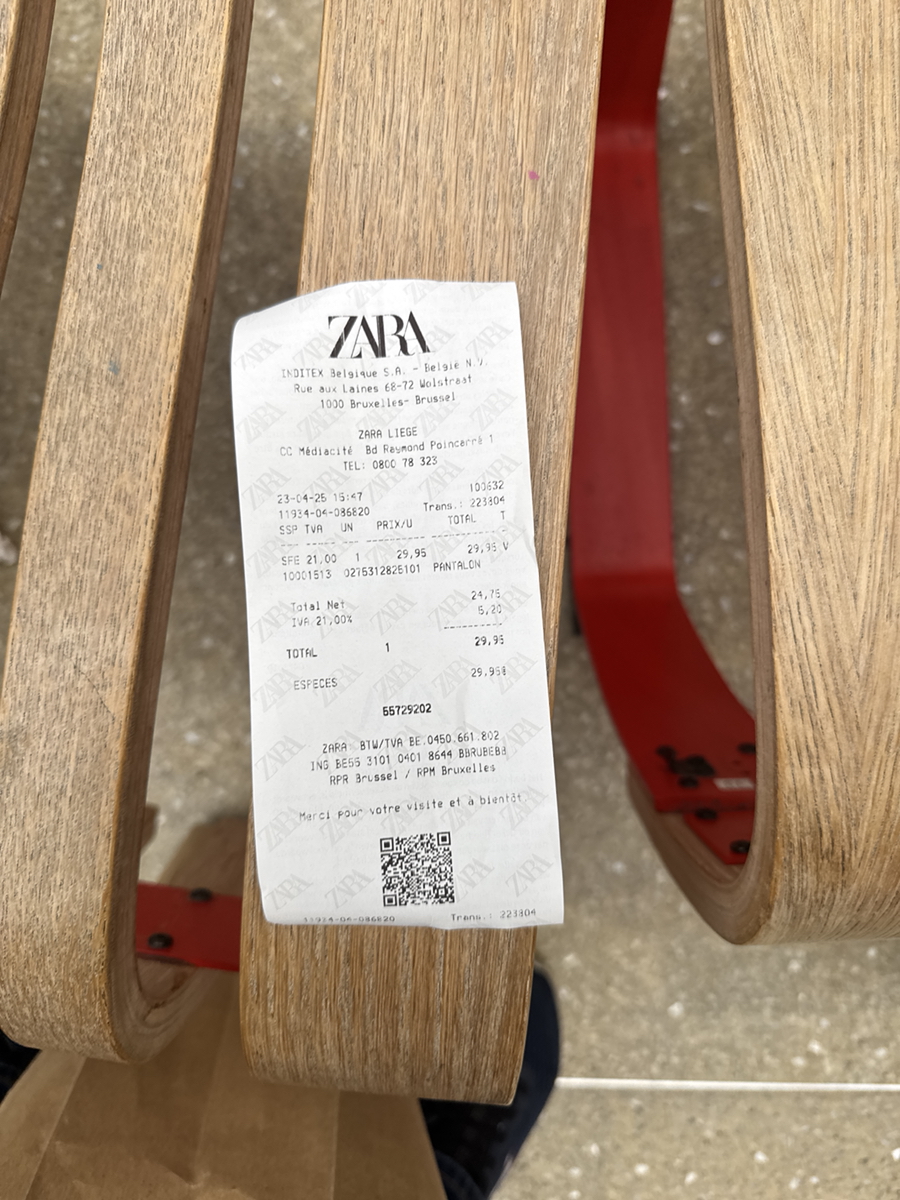 ZARA
INDITEX Belgique S.A. - België N.V.
Rue aux Laines 68-72 Wolstraat
1000 Bruxelles- Brussel
ZARA LIEGE
CC Médiacité Bd Raymond Poincarré 1
TEL: 0800 78 323
23-04-25 15:47 100632
11934-04-086820 Trans.: 223804
SSP TVA UN PRIX/U TOTAL T
SFE 21,00 1 29,95 29,95 V
10001513 0275312825101 PANTALON
Total Net 24,75
IVA 21,00% 5,20
TOTAL 1 29,95
ESPECES 29,95
55729202
ZARA BTW/TVA BE.0450.661.802
ING BE55 3101 0401 8644 BBRUBEBB
RPR Brussel / RPM Bruxelles
Merci pour votre visite et à bientôt
11934-04-086820 Trans.: 223804